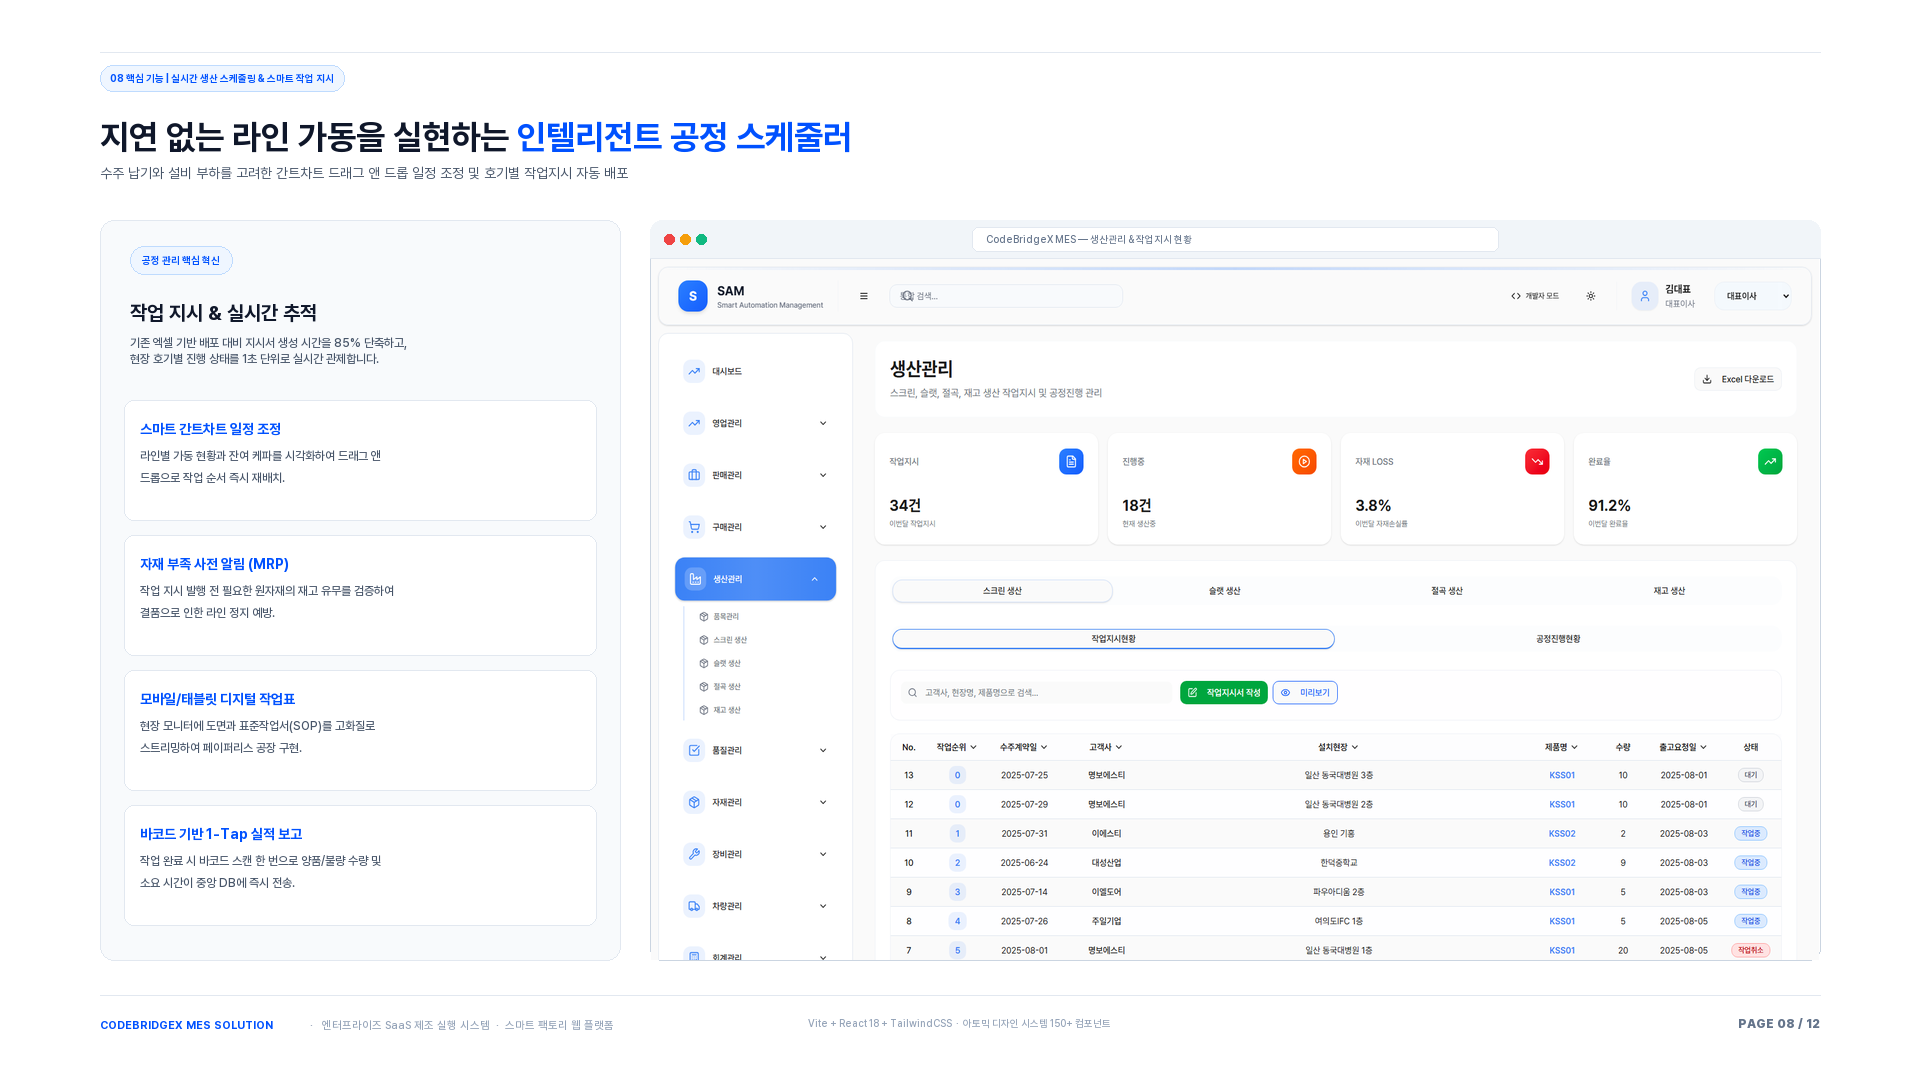 08 핵심 기능 | 실시간 생산 스케줄링 & 스마트 작업 지시
지연 없는 라인 가동을 실현하는 인텔리전트 공정 스케줄러
수주 납기와 설비 부하를 고려한 간트차트 드래그 앤 드롭 일정 조정 및 호기별 작업지시 자동 배포
공정 관리 핵심 혁신
작업 지시 & 실시간 추적
기존 엑셀 기반 배포 대비 지시서 생성 시간을 85% 단축하고,
현장 호기별 진행 상태를 1초 단위로 실시간 관제합니다.
스마트 간트차트 일정 조정
라인별 가동 현황과 잔여 케파를 시각화하여 드래그 앤
드롭으로 작업 순서 즉시 재배치.
자재 부족 사전 알림 (MRP)
작업 지시 발행 전 필요한 원자재의 재고 유무를 검증하여
결품으로 인한 라인 정지 예방.
모바일/태블릿 디지털 작업표
현장 모니터에 도면과 표준작업서(SOP)를 고화질로
스트리밍하여 페이퍼리스 공장 구현.
바코드 기반 1-Tap 실적 보고
작업 완료 시 바코드 스캔 한 번으로 양품/불량 수량 및
소요 시간이 중앙 DB에 즉시 전송.
CodeBridgeX MES — 생산관리 & 작업지시 현황
S
SAM
Smart Automation Management
검색...
개발자 모드
김대표
대표이사
대표이사
대시보드
영업관리
판매관리
구매관리
생산관리
품목관리
스크린 생산
슬랫 생산
절곡 생산
재고 생산
품질관리
자재관리
장비관리
차량관리
회계관리
생산관리
스크린, 슬랫, 절곡, 재고 생산 작업지시 및 공정진행 관리
Excel 다운로드
작업지시
34건
이번달 작업지시
진행중
18건
현재 생산중
자재 LOSS
3.8%
이번달 자재손실률
완료율
91.2%
이번달 완료율
스크린 생산 슬랫 생산 절곡 생산 재고 생산
작업지시현황 공정진행현황
고객사, 현장명, 제품명으로 검색... 작업지시서 작성 미리보기
No. 작업순위 수주계약일 고객사 설치현장 제품명 수량 출고요청일 상태
13 0 2025-07-25 명보에스티 일산 동국대병원 3층 KSS01 10 2025-08-01 대기
12 0 2025-07-29 명보에스티 일산 동국대병원 2층 KSS01 10 2025-08-01 대기
11 1 2025-07-31 이에스티 용인 기흥 KSS02 2 2025-08-03 작업중
10 2 2025-06-24 대성산업 한덕중학교 KSS02 9 2025-08-03 작업중
9 3 2025-07-14 이엘도어 파우아디움 2층 KSS01 5 2025-08-03 작업중
8 4 2025-07-26 주일기업 여의도IFC 1층 KSS01 5 2025-08-05 작업중
7 5 2025-08-01 명보에스티 일산 동국대병원 1층 KSS01 20 2025-08-05 작업취소
CODEBRIDGEX MES SOLUTION · 엔터프라이즈 SaaS 제조 실행 시스템 · 스마트 팩토리 웹 플랫폼
Vite + React 18 + TailwindCSS · 아토믹 디자인 시스템 150+ 컴포넌트
PAGE 08 / 12